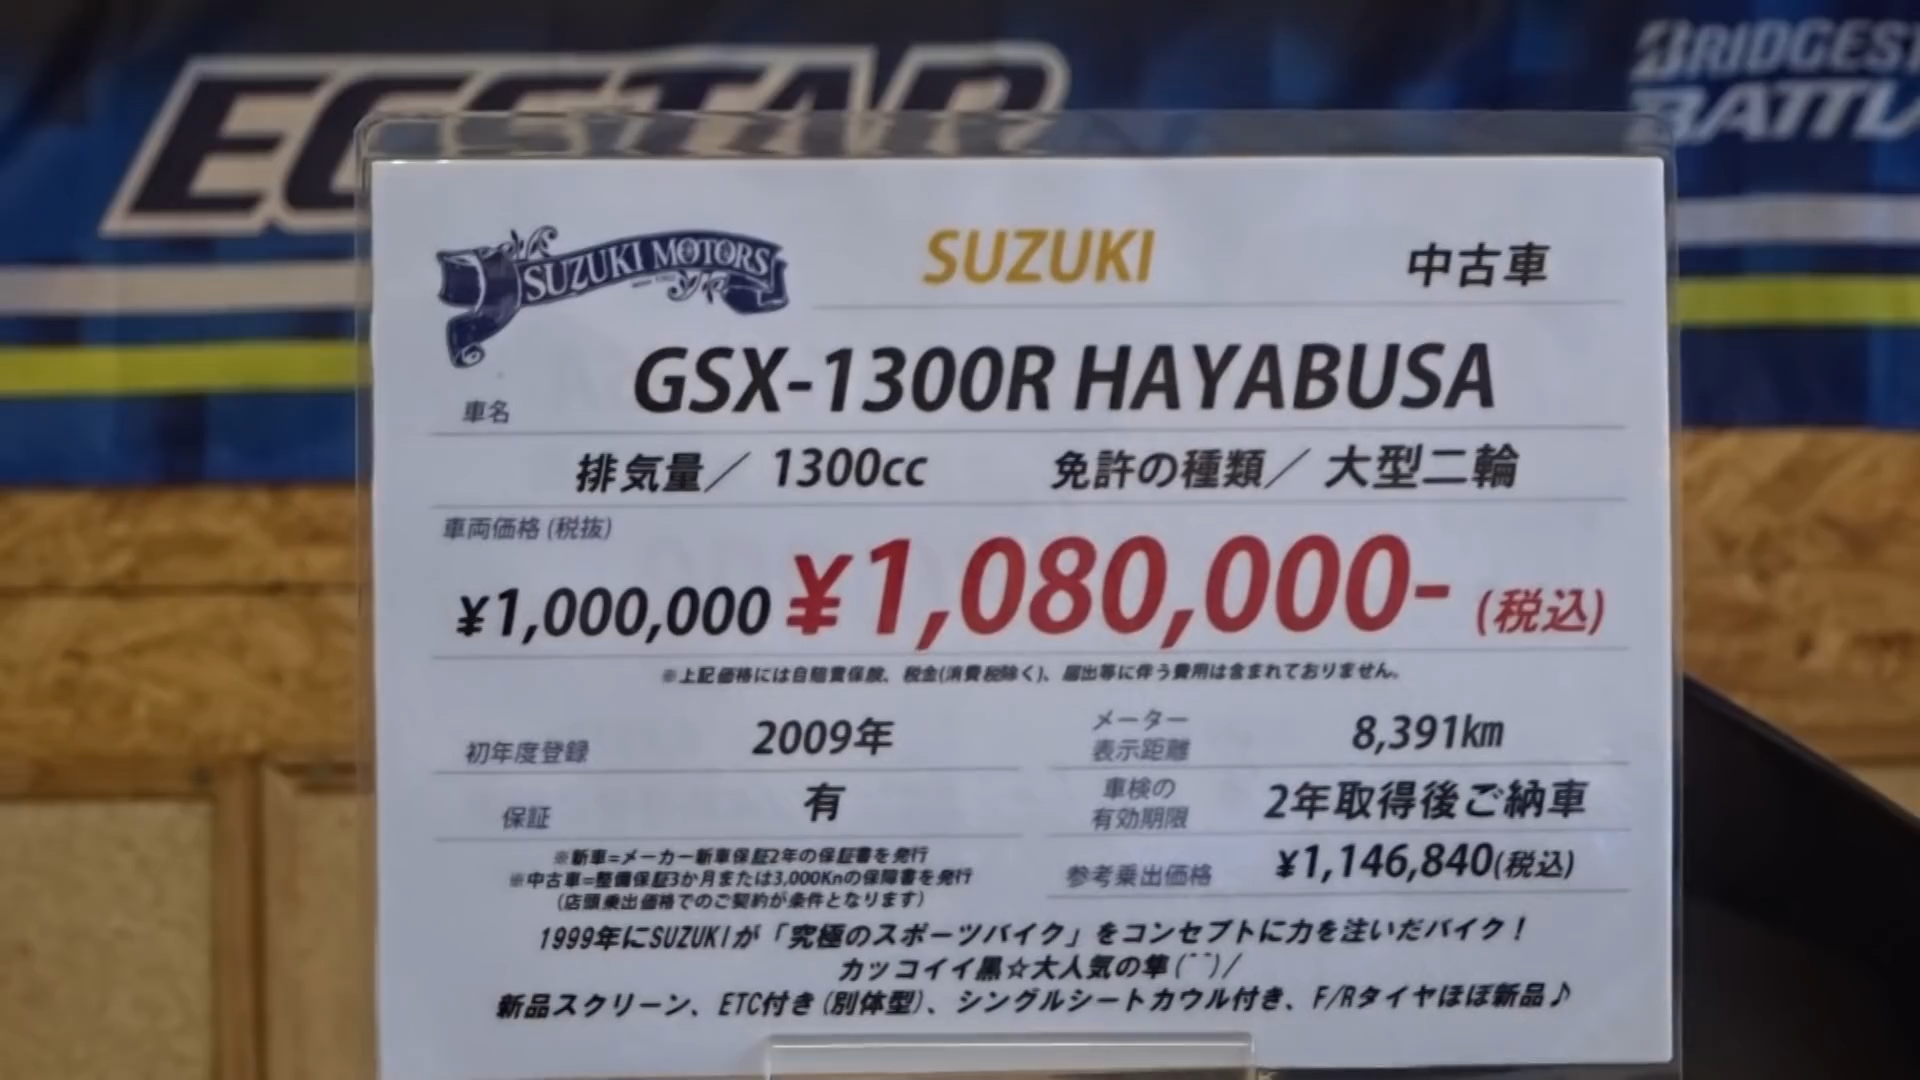 ECSTAR
BRIDGEST
BATTLA
SUZUKI MOTORS
SUZUKI
中古車
車名
GSX-1300R HAYABUSA
排気量／ 1300cc
免許の種類／ 大型二輪
車両価格 (税抜)
¥1,000,000
¥1,080,000- (税込)
※上記価格には自賠責保険、税金(消費税除く)、届出等に伴う費用は含まれておりません。
初年度登録 2009年
メーター
表示距離
8,391km
保証 有
車検の
有効期限
2年取得後ご納車
※新車=メーカー新車保証2年の保証書を発行
※中古車=整備保証3か月または3,000Kmの保障書を発行
(店頭乗出価格でのご契約が条件となります)
参考乗出価格 ¥1,146,840(税込)
1999年にSUZUKIが「究極のスポーツバイク」をコンセプトに力を注いだバイク！
カッコイイ黒☆大人気の隼(^^)/
新品スクリーン、ETC付き(別体型)、シングルシートカウル付き、F/Rタイヤほぼ新品♪